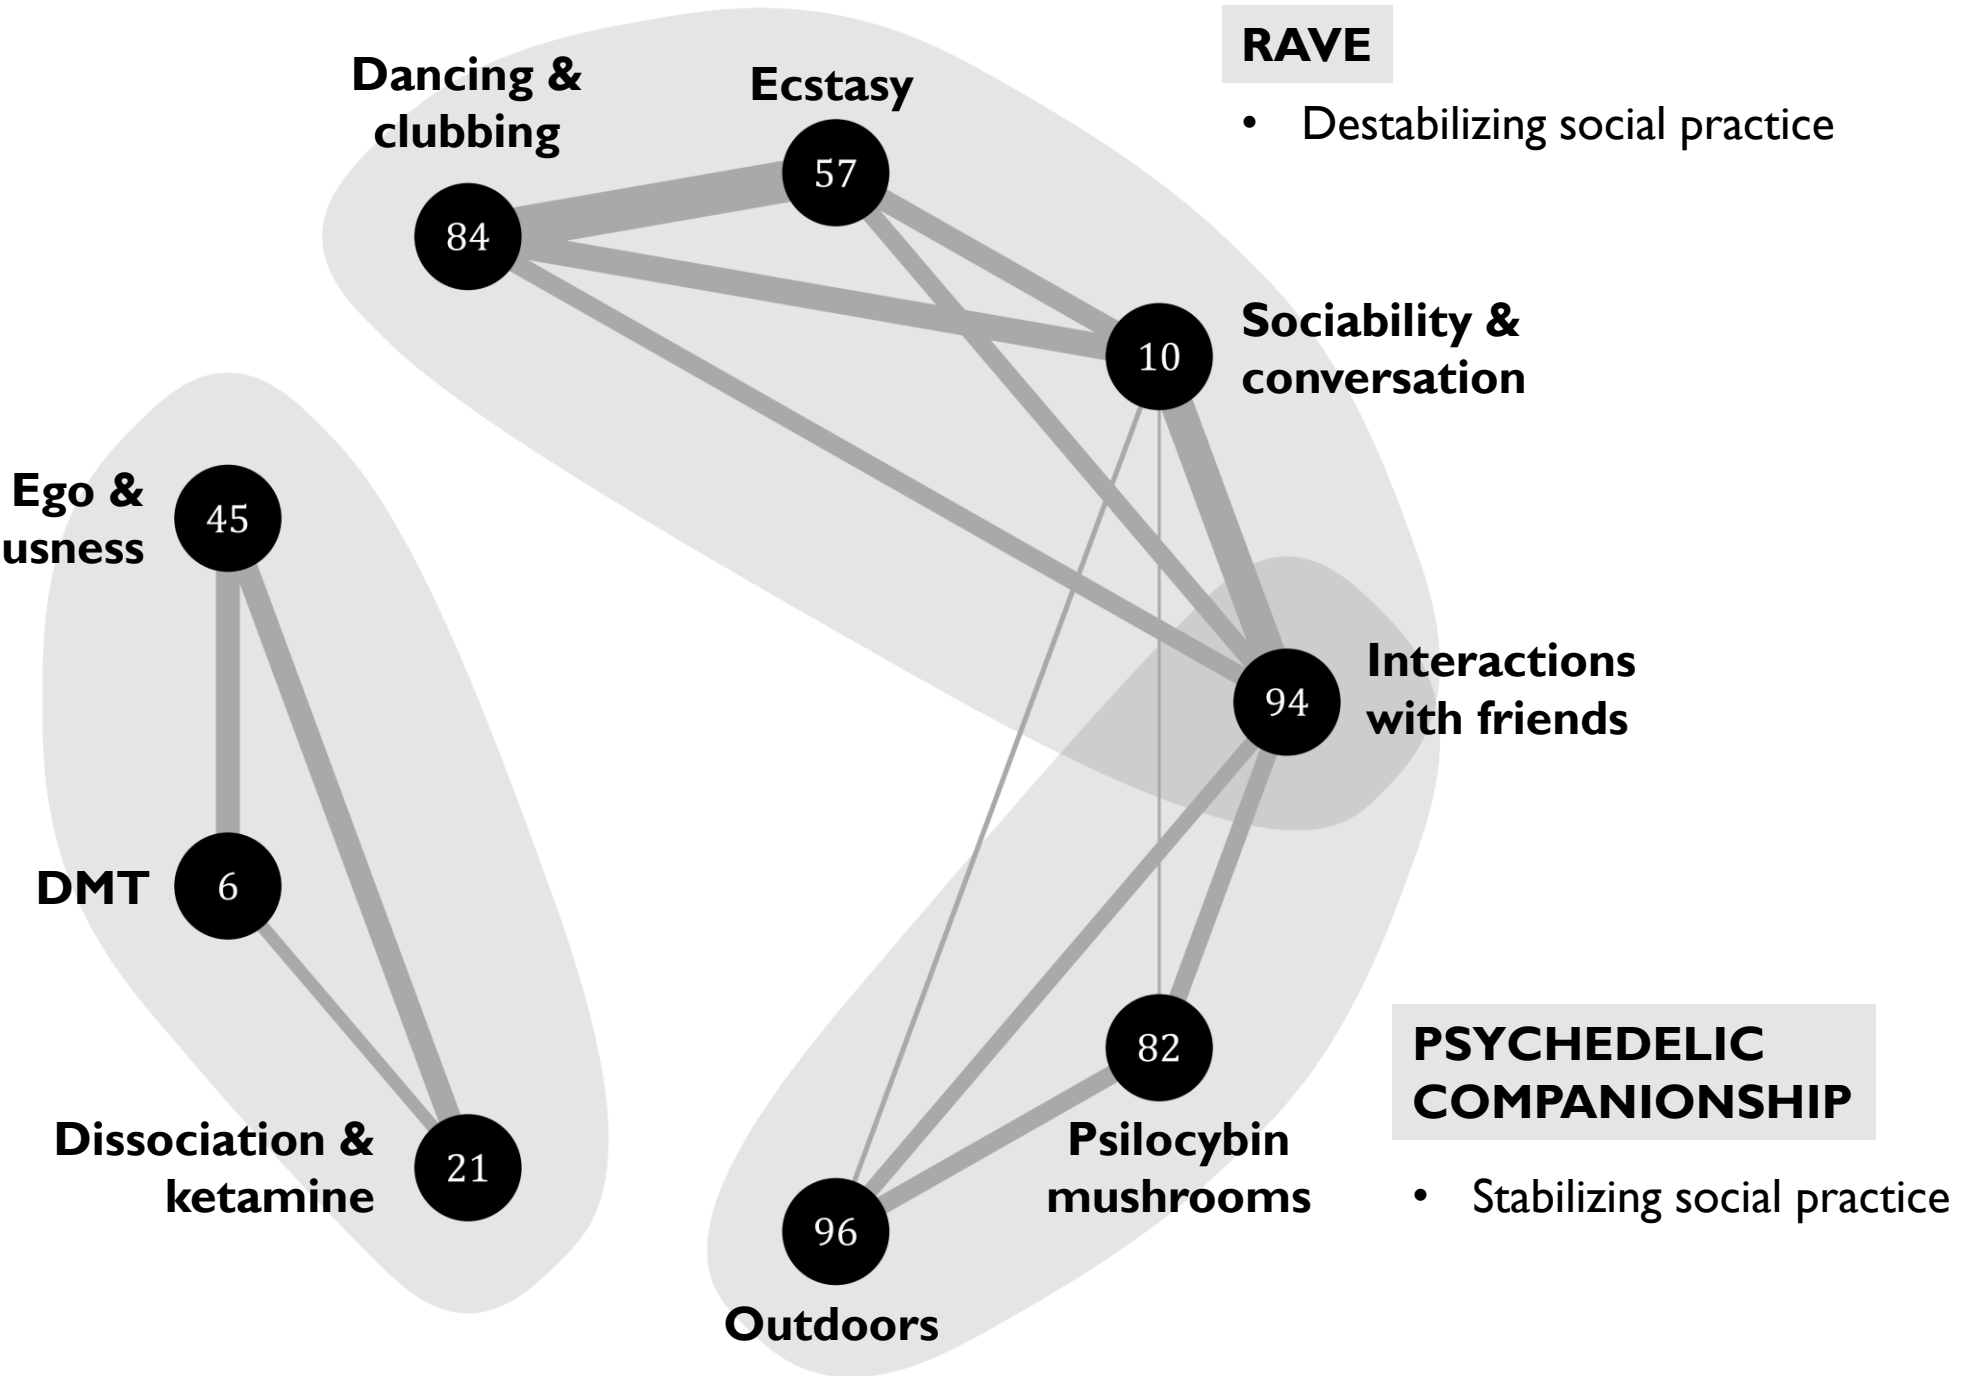 RAVE
• Destabilizing social practice
Dancing &
clubbing
Ecstasy
57
84
Sociability &
conversation
10
Ego &
usness
45
Interactions
with friends
94
DMT
6
PSYCHEDELIC
COMPANIONSHIP
• Stabilizing social practice
82
Psilocybin
mushrooms
Dissociation &
ketamine
21
96
Outdoors